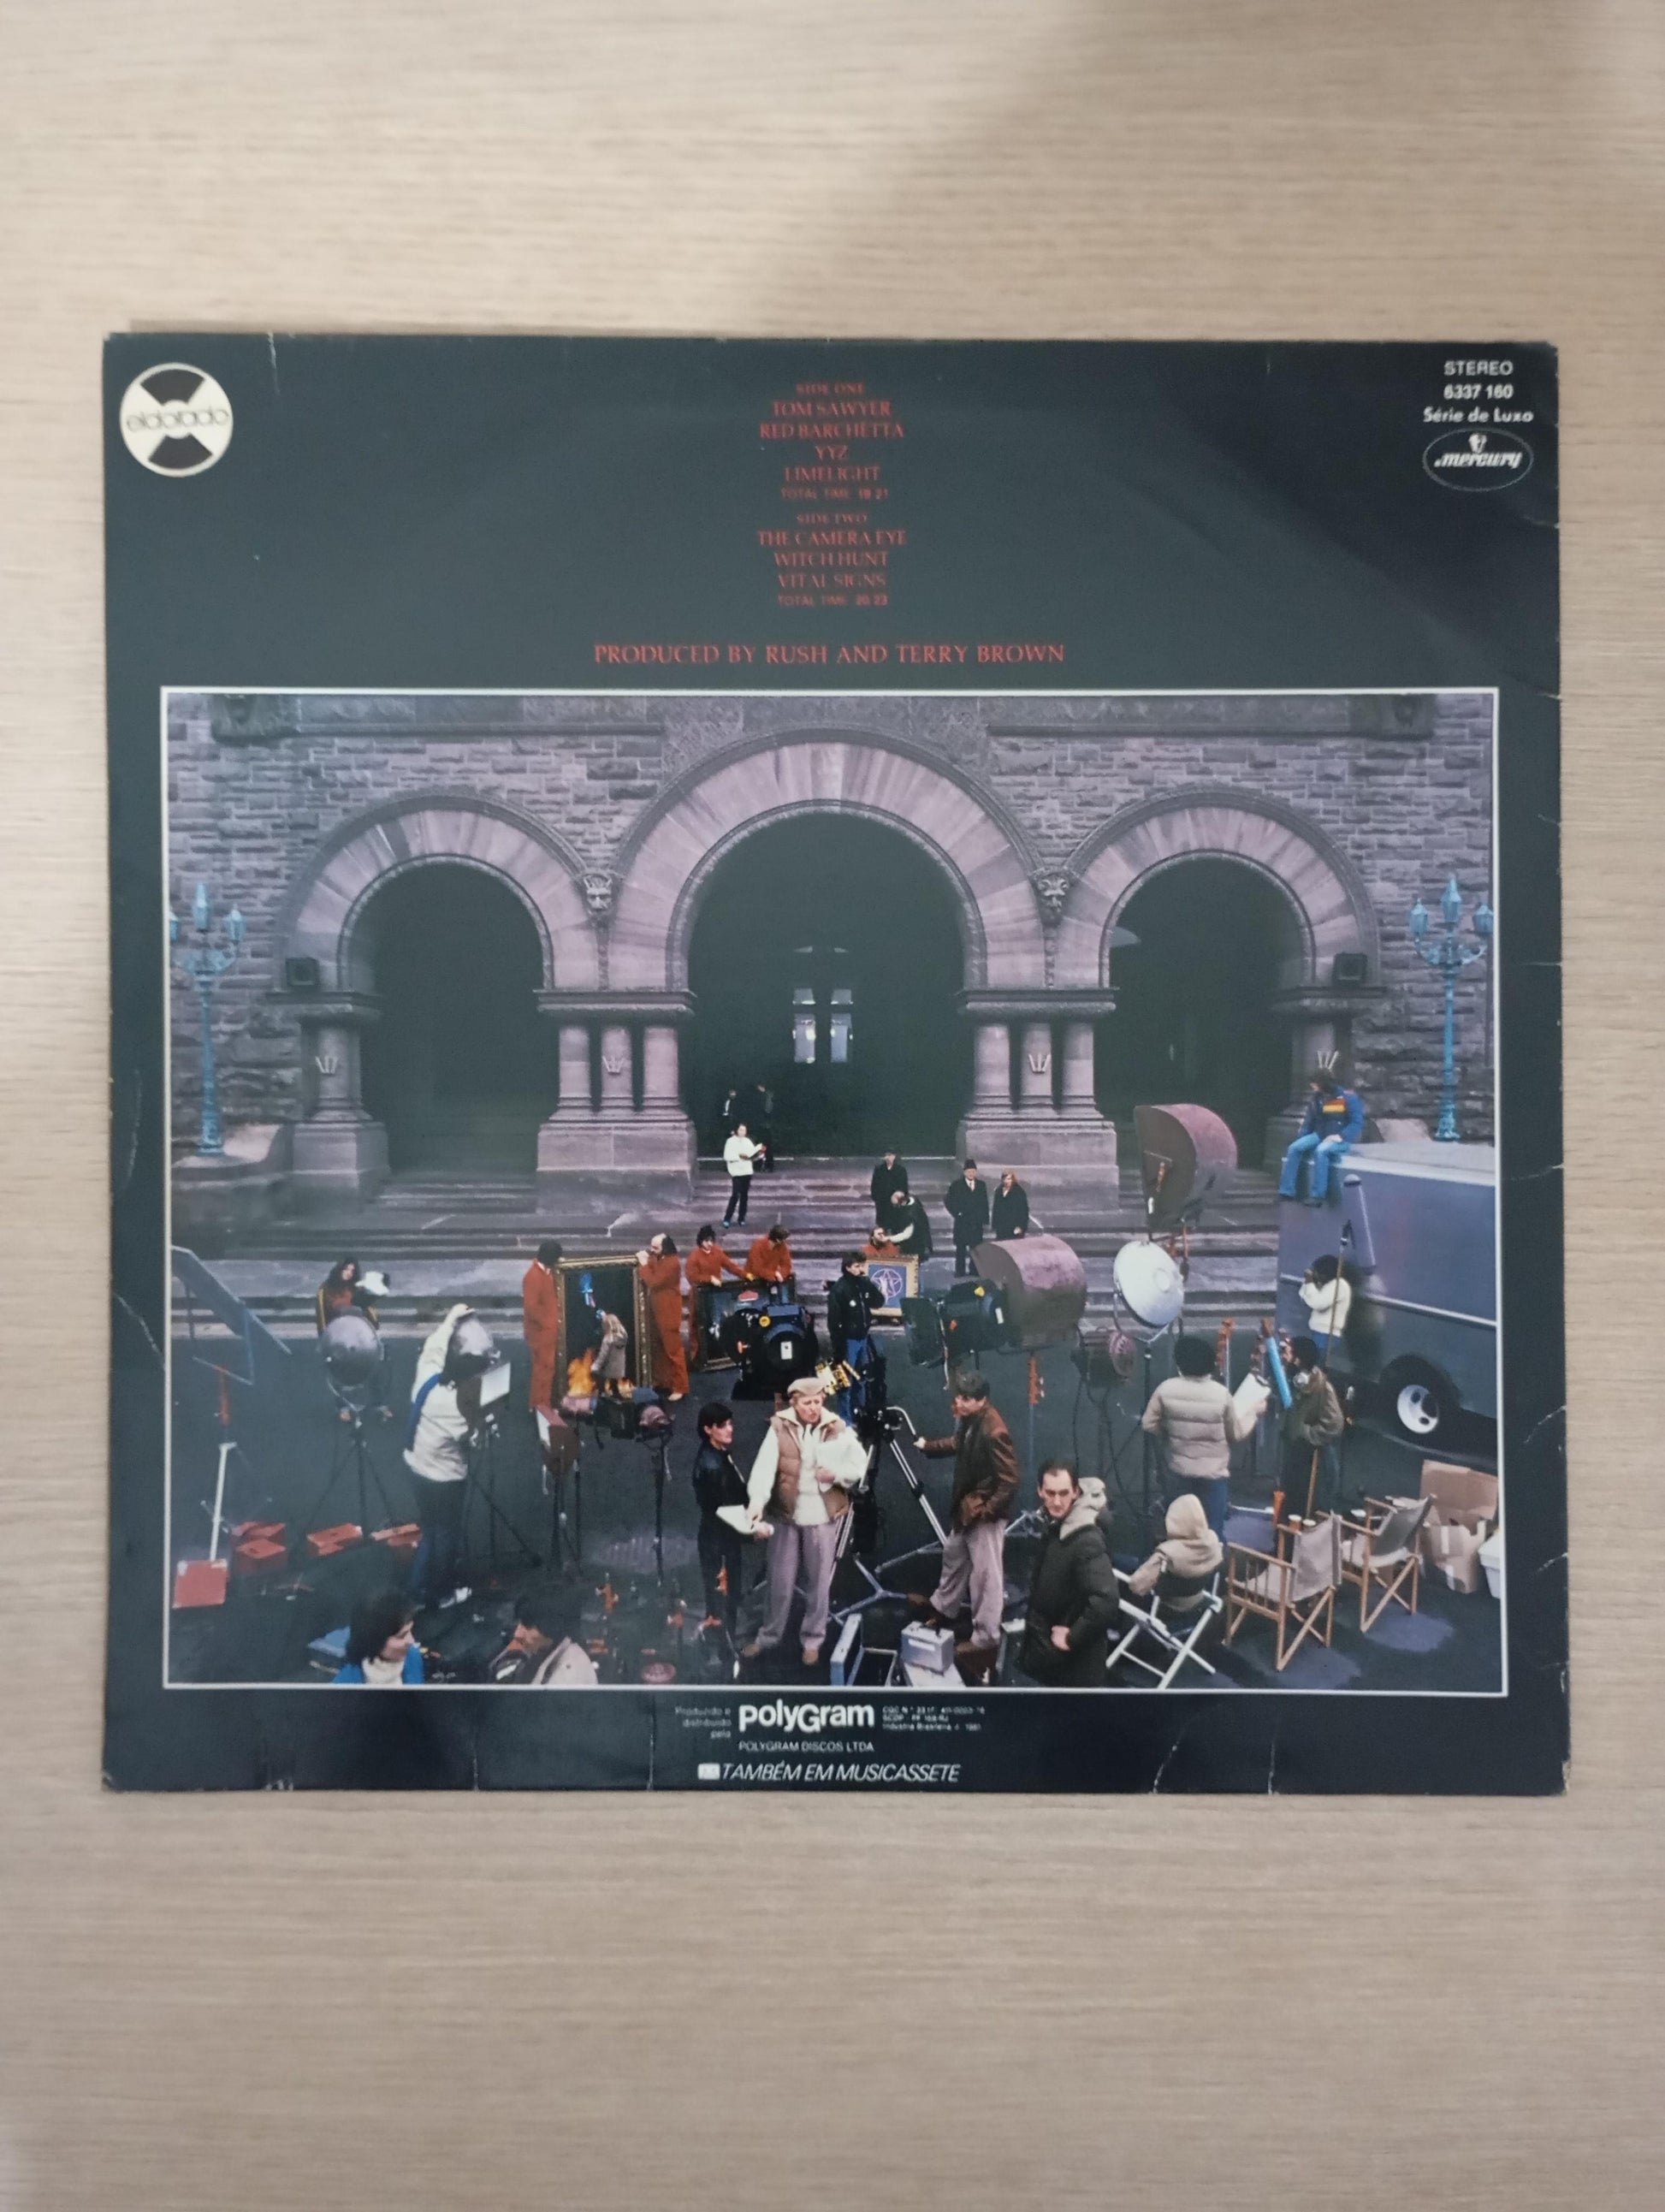 eldorado
STEREO
6337 160
Série de Luxo
mercury
SIDE ONE
TOM SAWYER
RED BARCHETTA
YYZ
LIMELIGHT
TOTAL TIME 19 21
SIDE TWO
THE CAMERA EYE
WITCH HUNT
VITAL SIGNS
TOTAL TIME 20 23
PRODUCED BY RUSH AND TERRY BROWN
Produzido e
distribuido
pela
polyGram
Indústria Brasileira
POLYGRAM DISCOS LTDA
TAMBÉM EM MUSICASSETE